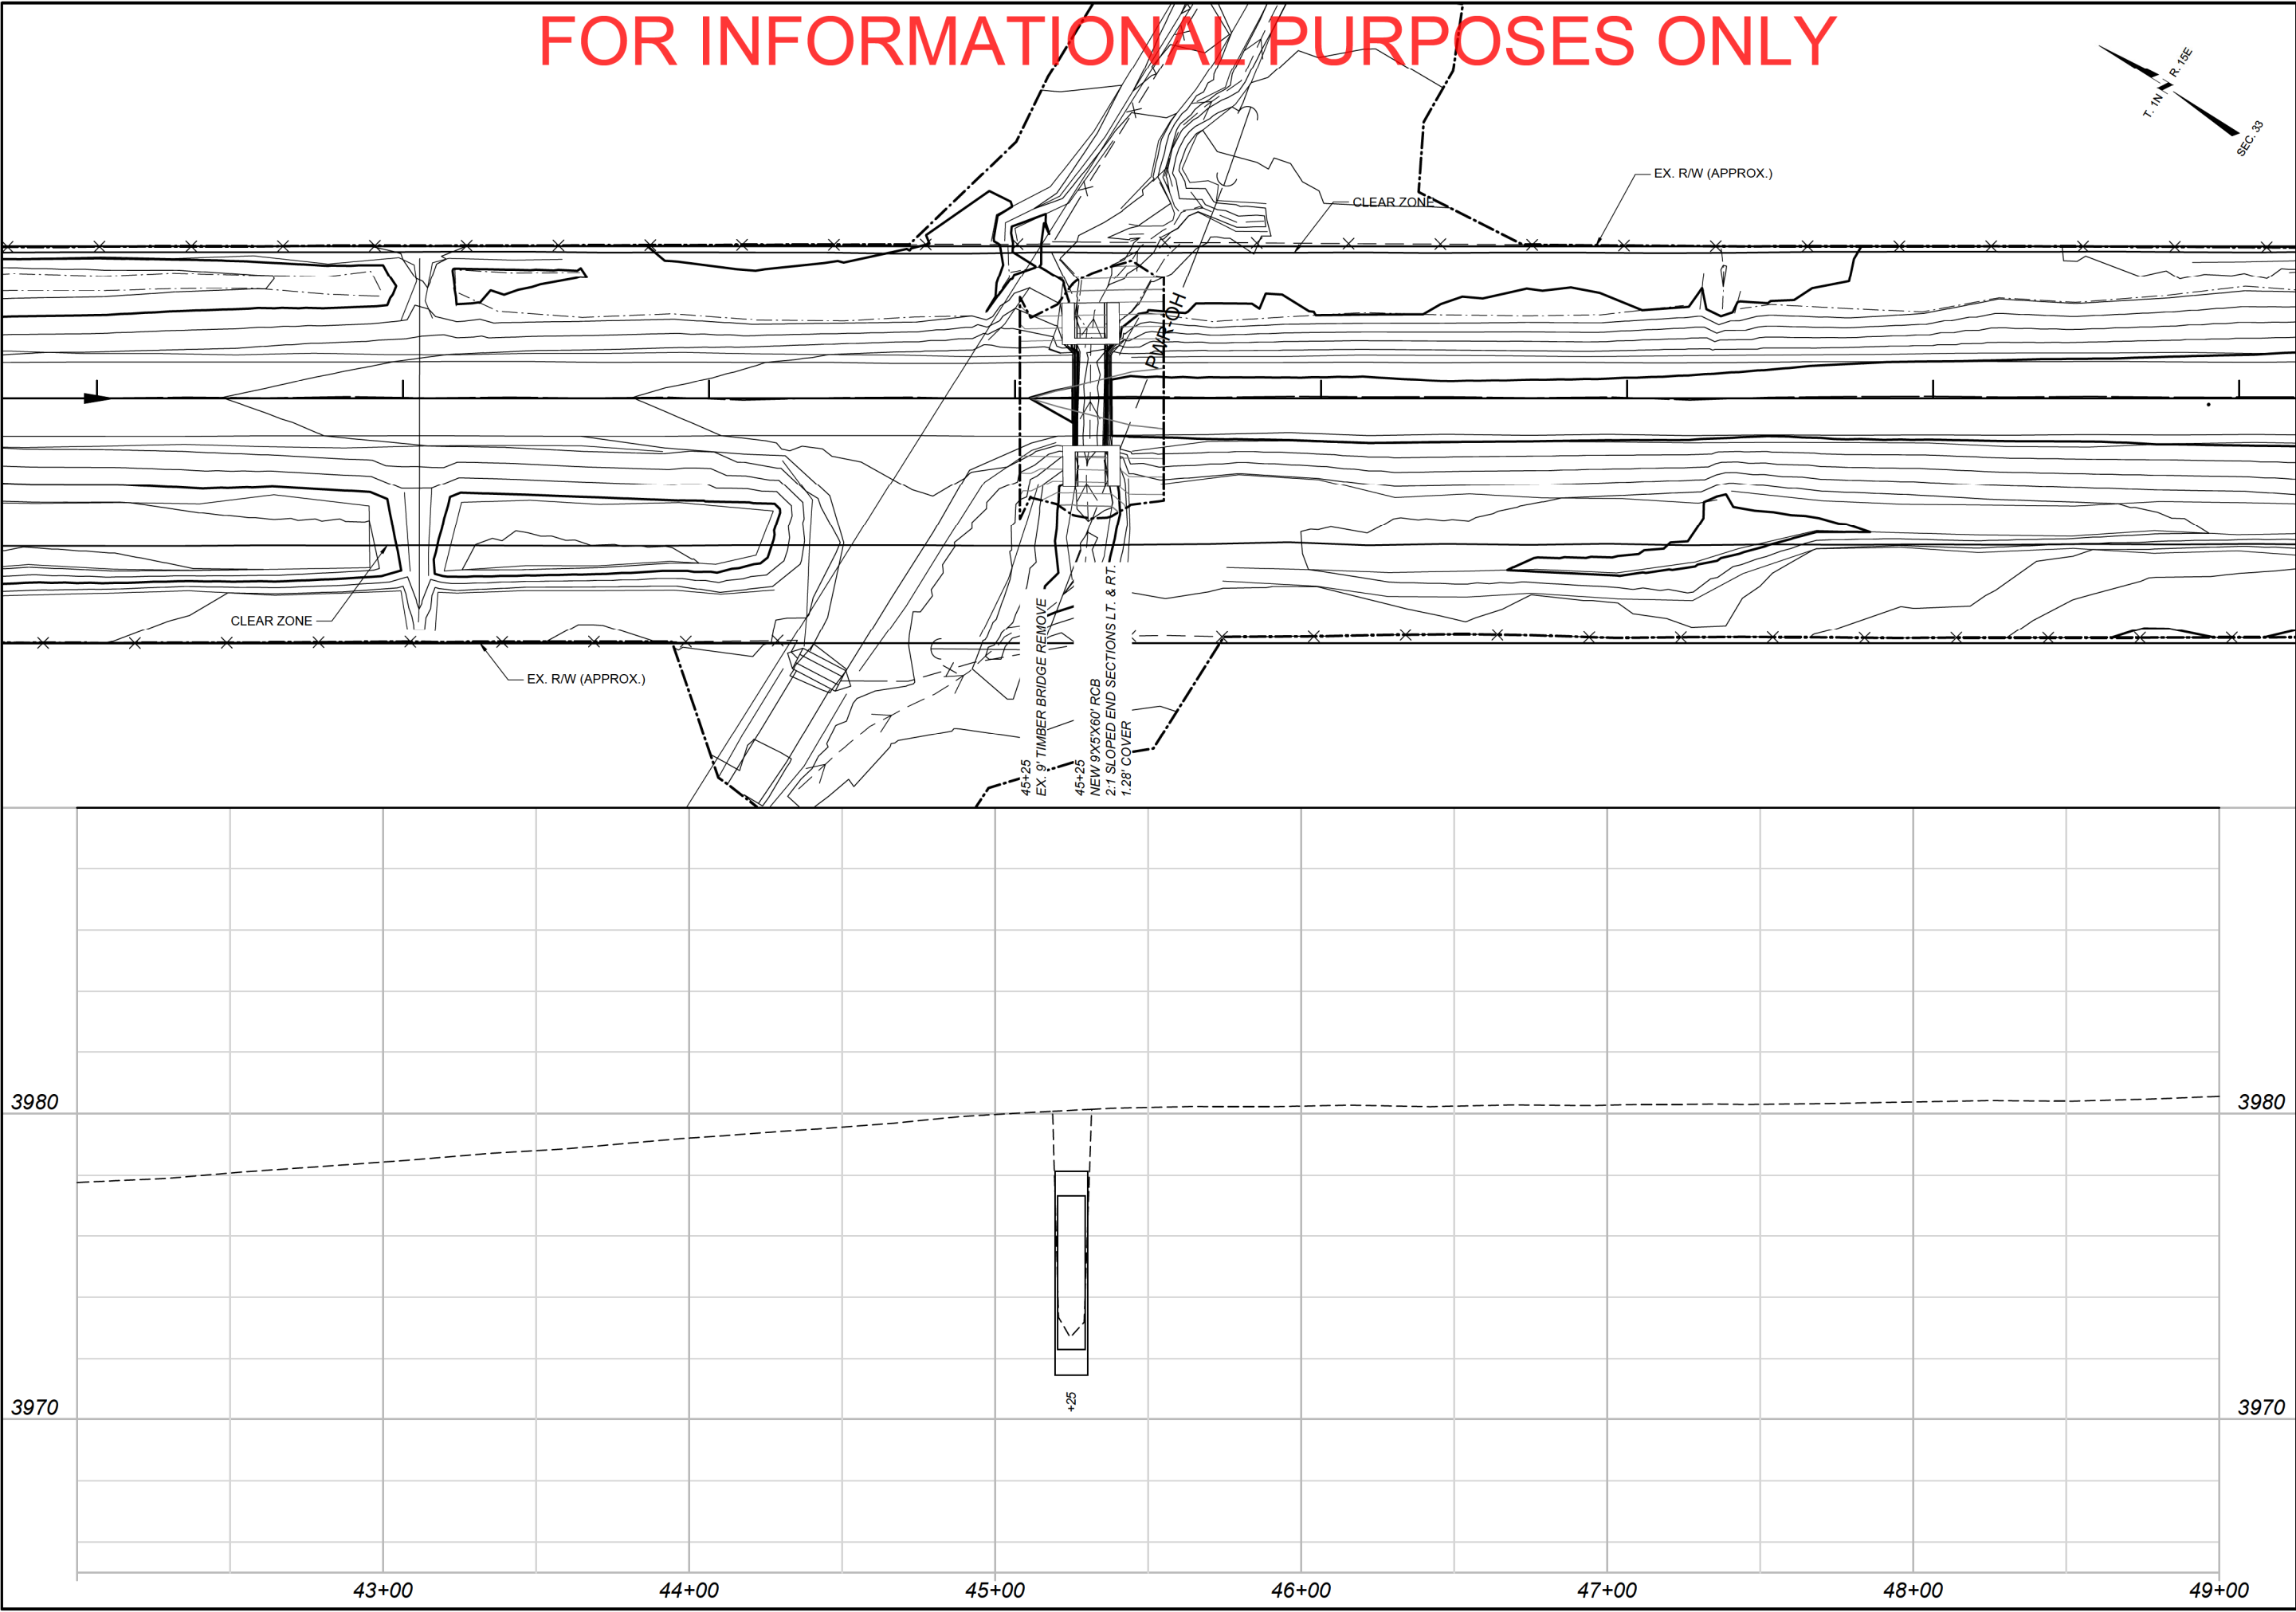 FOR INFORMATIONAL PURPOSES ONLY
R. 15E
T. 1N
SEC. 33
EX. R/W (APPROX.)
CLEAR ZONE
PWR-OH
CLEAR ZONE
EX. R/W (APPROX.)
45+25
EX. 9' TIMBER BRIDGE REMOVE
45+25
NEW 9'X5'X60' RCB
2:1 SLOPED END SECTIONS LT. & RT.
1.28' COVER
3980
3980
+25
3970
3970
43+00
44+00
45+00
46+00
47+00
48+00
49+00